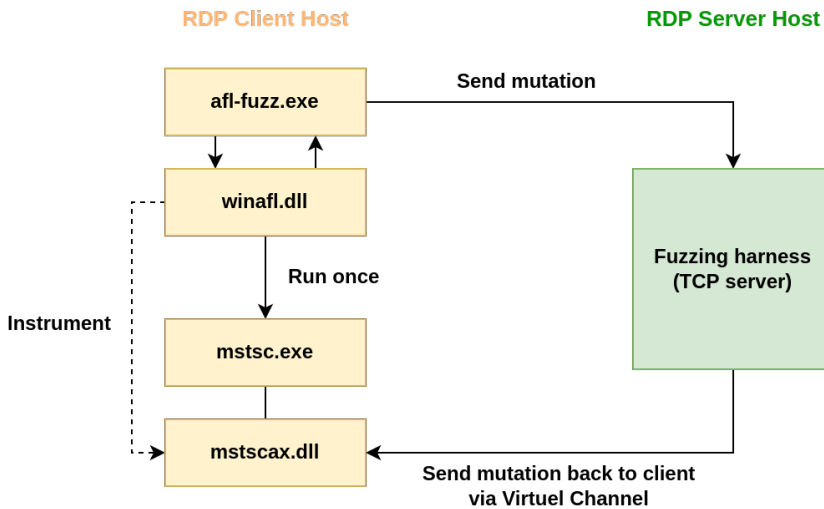 RDP Client Host
RDP Server Host
afl-fuzz.exe
Send mutation
winafl.dll
Fuzzing harness
(TCP server)
Run once
Instrument
mstsc.exe
mstscax.dll
Send mutation back to client
via Virtuel Channel